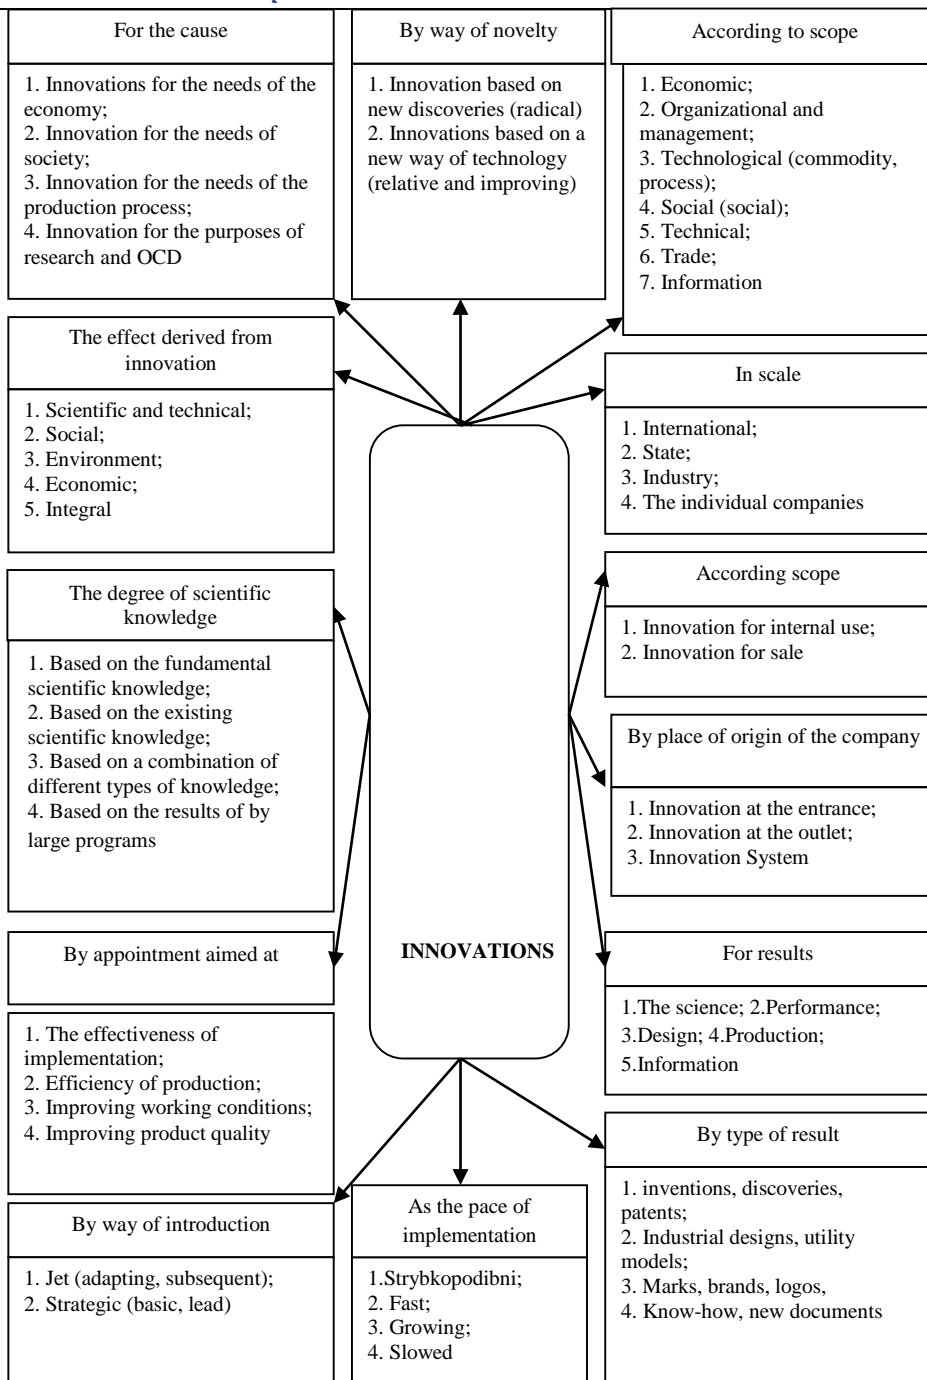 For the cause
1. Innovations for the needs of the
economy;
2. Innovation for the needs of
society;
3. Innovation for the needs of the
production process;
4. Innovation for the purposes of
research and OCD
By way of novelty
1. Innovation based on
new discoveries (radical)
2. Innovations based on a
new way of technology
(relative and improving)
According to scope
1. Economic;
2. Organizational and
management;
3. Technological (commodity,
process);
4. Social (social);
5. Technical;
6. Trade;
7. Information
The effect derived from
innovation
1. Scientific and technical;
2. Social;
3. Environment;
4. Economic;
5. Integral
In scale
1. International;
2. State;
3. Industry;
4. The individual companies
The degree of scientific
knowledge
1. Based on the fundamental
scientific knowledge;
2. Based on the existing
scientific knowledge;
3. Based on a combination of
different types of knowledge;
4. Based on the results of by
large programs
According scope
1. Innovation for internal use;
2. Innovation for sale
By place of origin of the company
1. Innovation at the entrance;
2. Innovation at the outlet;
3. Innovation System
INNOVATIONS
By appointment aimed at
1. The effectiveness of
implementation;
2. Efficiency of production;
3. Improving working conditions;
4. Improving product quality
For results
1.The science; 2.Performance;
3.Design; 4.Production;
5.Information
By way of introduction
1. Jet (adapting, subsequent);
2. Strategic (basic, lead)
As the pace of
implementation
1.Strybkopodibni;
2. Fast;
3. Growing;
4. Slowed
By type of result
1. inventions, discoveries,
patents;
2. Industrial designs, utility
models;
3. Marks, brands, logos,
4. Know-how, new documents